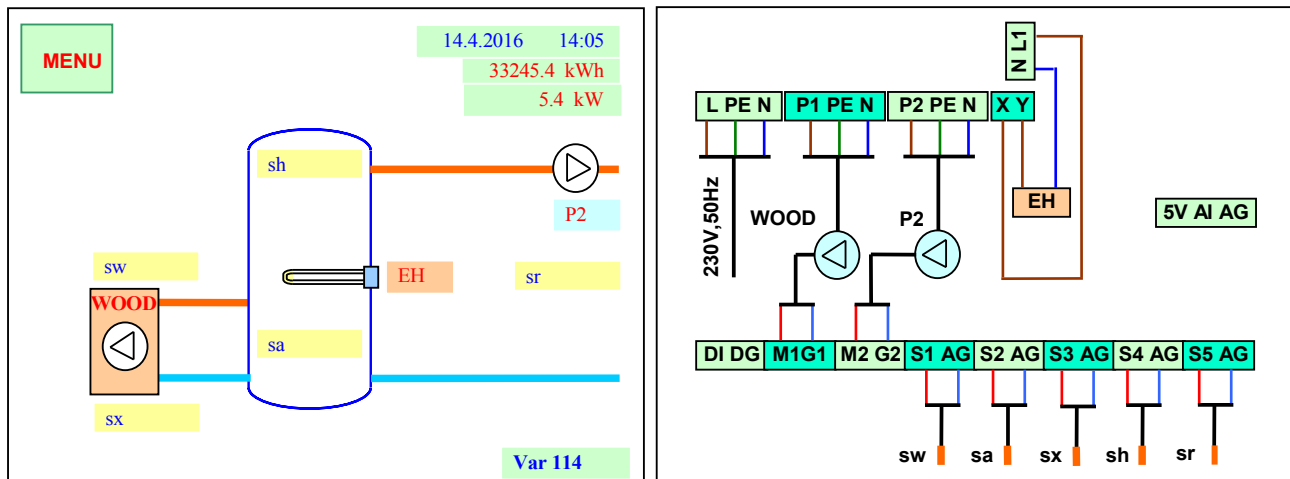 MENU
14.4.2016 14:05
33245.4 kWh
5.4 kW
sh
P2
sw
EH
sr
WOOD
sa
sx
Var 114
N L1
L PE N P1 PE N P2 PE N X Y
230V,50Hz
WOOD
P2
EH
5V AI AG
DI DG M1G1 M2 G2 S1 AG S2 AG S3 AG S4 AG S5 AG
sw sa sx sh sr